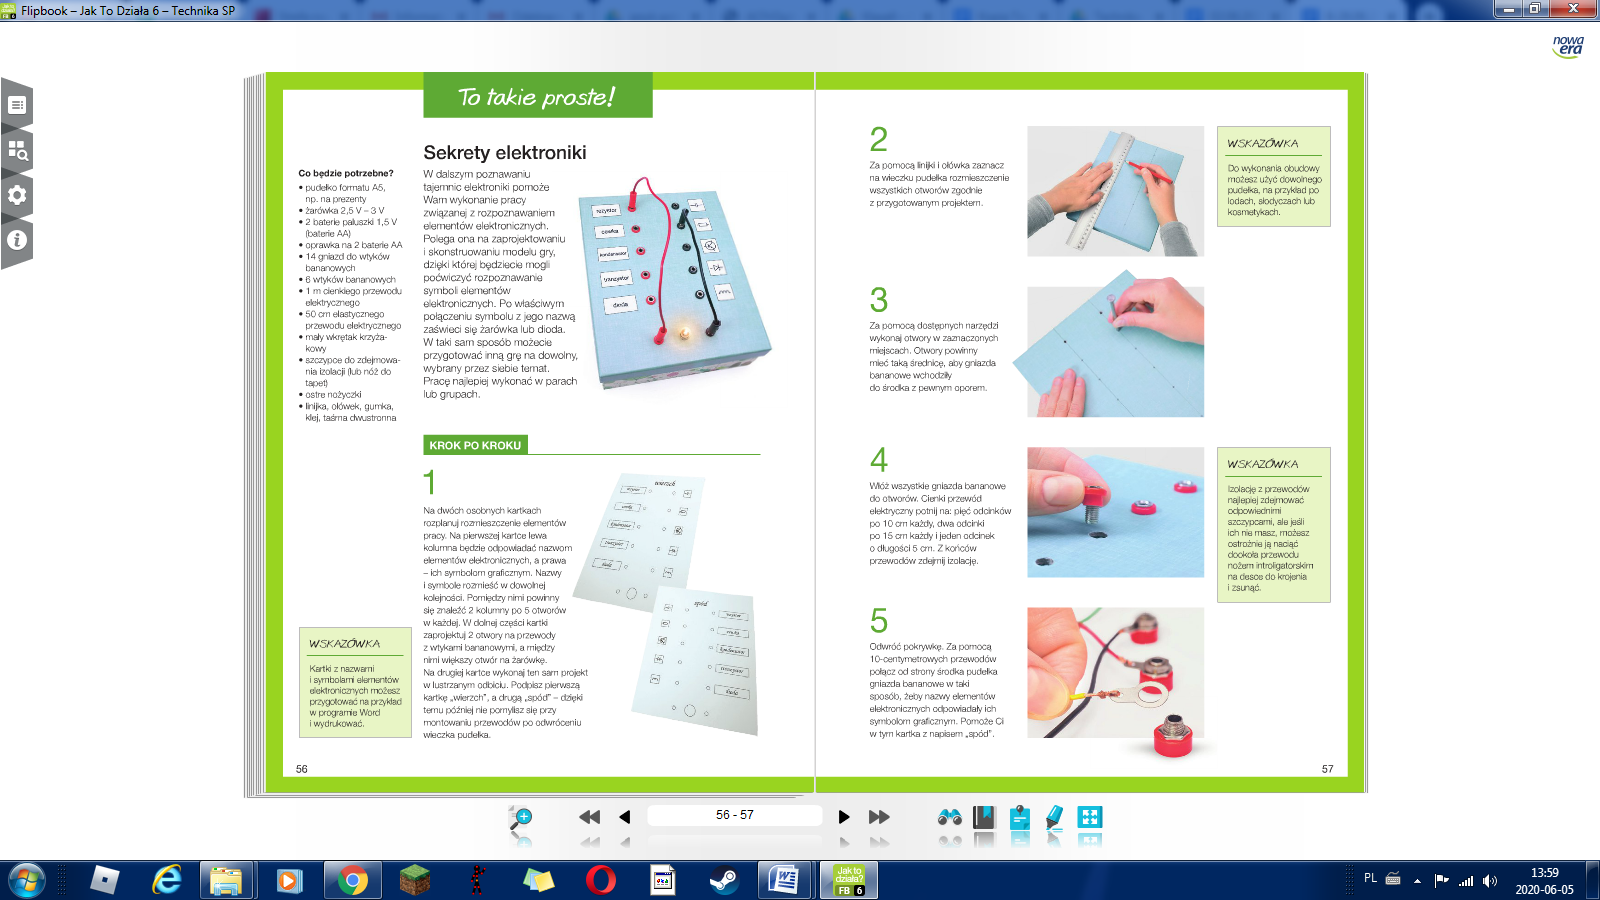 Flipbook – Jak To Działa 6 – Technika SP
nowa
era
To takie proste!
Co będzie potrzebne?
• pudełko formatu A5,
np. na prezenty
• żarówka 2,5 V – 3 V
• 2 baterie paluszki 1,5 V
(baterie AA)
• oprawka na 2 baterie AA
• 14 gniazd do wtyków
bananowych
• 6 wtyków bananowych
• 1 m cienkiego przewodu
elektrycznego
• 50 cm elastycznego
przewodu elektrycznego
• mały wkrętak krzyża-
kowy
• szczypce do zdejmowa-
nia izolacji (lub nóż do
tapet)
• ostre nożyczki
• linijka, ołówek, gumka,
klej, taśma dwustronna
Sekrety elektroniki
W dalszym poznawaniu
tajemnic elektroniki pomoże
Wam wykonanie pracy
związanej z rozpoznawaniem
elementów elektronicznych.
Polega ona na zaprojektowaniu
i skonstruowaniu modelu gry,
dzięki której będziecie mogli
poćwiczyć rozpoznawanie
symboli elementów
elektronicznych. Po właściwym
połączeniu symbolu z jego nazwą
zaświeci się żarówka lub dioda.
W taki sam sposób możecie
przygotować inną grę na dowolny,
wybrany przez siebie temat.
Pracę najlepiej wykonać w parach
lub grupach.
rezystor
cewka
kondensator
tranzystor
dioda
KROK PO KROKU
1
Na dwóch osobnych kartkach
rozplanuj rozmieszczenie elementów
pracy. Na pierwszej kartce lewa
kolumna będzie odpowiadać nazwom
elementów elektronicznych, a prawa
– ich symbolom graficznym. Nazwy
i symbole rozmieść w dowolnej
kolejności. Pomiędzy nimi powinny
się znaleźć 2 kolumny po 5 otworów
w każdej. W dolnej części kartki
zaprojektuj 2 otwory na przewody
z wtykami bananowymi, a między
nimi większy otwór na żarówkę.
Na drugiej kartce wykonaj ten sam projekt
w lustrzanym odbiciu. Podpisz pierwszą
kartkę „wierzch”, a drugą „spód” – dzięki
temu później nie pomylisz się przy
montowaniu przewodów po odwróceniu
wieczka pudełka.
wierzch
spód
WSKAZÓWKA
Kartki z nazwami
i symbolami elementów
elektronicznych możesz
przygotować na przykład
w programie Word
i wydrukować.
56
2
Za pomocą linijki i ołówka zaznacz
na wieczku pudełka rozmieszczenie
wszystkich otworów zgodnie
z przygotowanym projektem.
WSKAZÓWKA
Do wykonania obudowy
możesz użyć dowolnego
pudełka, na przykład po
lodach, słodyczach lub
kosmetykach.
3
Za pomocą dostępnych narzędzi
wykonaj otwory w zaznaczonych
miejscach. Otwory powinny
mieć taką średnicę, aby gniazda
bananowe wchodziły
do środka z pewnym oporem.
4
Włóż wszystkie gniazda bananowe
do otworów. Cienki przewód
elektryczny potnij na: pięć odcinków
po 10 cm każdy, dwa odcinki
po 15 cm każdy i jeden odcinek
o długości 5 cm. Z końców
przewodów zdejmij izolację.
WSKAZÓWKA
Izolację z przewodów
najlepiej zdejmować
odpowiednimi
szczypcami, ale jeśli
ich nie masz, możesz
ostrożnie ją naciąć
dookoła przewodu
nożem introligatorskim
na desce do krojenia
i zsunąć.
5
Odwróć pokrywkę. Za pomocą
10-centymetrowych przewodów
połącz od strony środka pudełka
gniazda bananowe w taki
sposób, żeby nazwy elementów
elektronicznych odpowiadały ich
symbolom graficznym. Pomoże Ci
w tym kartka z napisem „spód”.
57
56 - 57
Jak to
działa?
FB 6
PL
13:59
2020-06-05